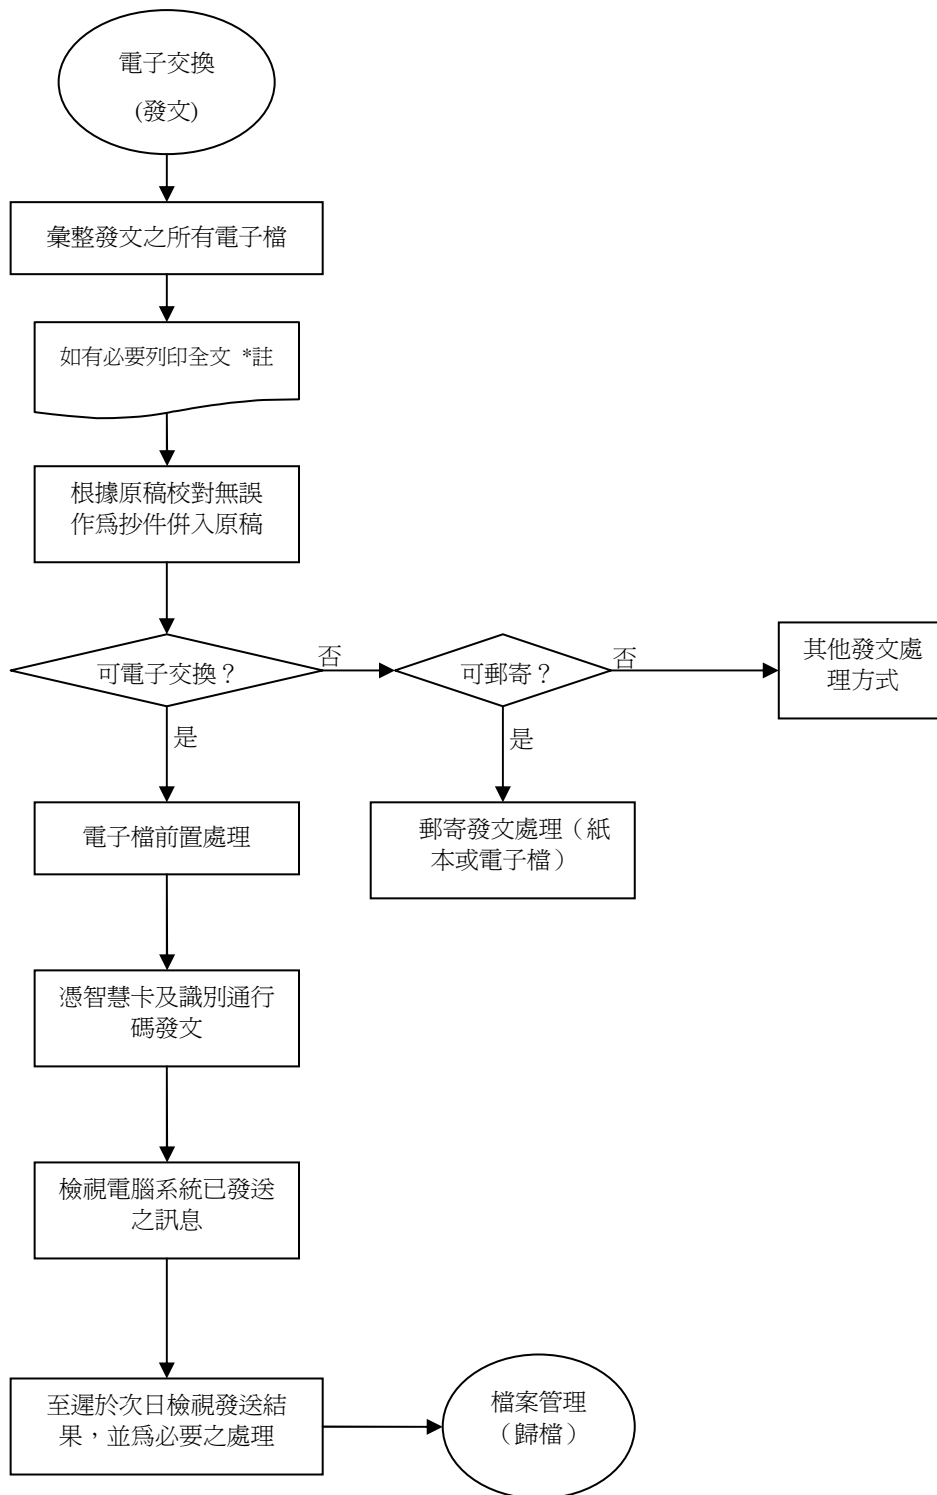 電子交換
(發文)
彙整發文之所有電子檔
如有必要列印全文 *註
根據原稿校對無誤
作爲抄件併入原稿
可電子交換？
否
可郵寄？
否
其他發文處
理方式
是
是
電子檔前置處理
郵寄發文處理（紙
本或電子檔）
憑智慧卡及識別通行
碼發文
檢視電腦系統已發送
之訊息
至遲於次日檢視發送結
果，並爲必要之處理
檔案管理
（歸檔）